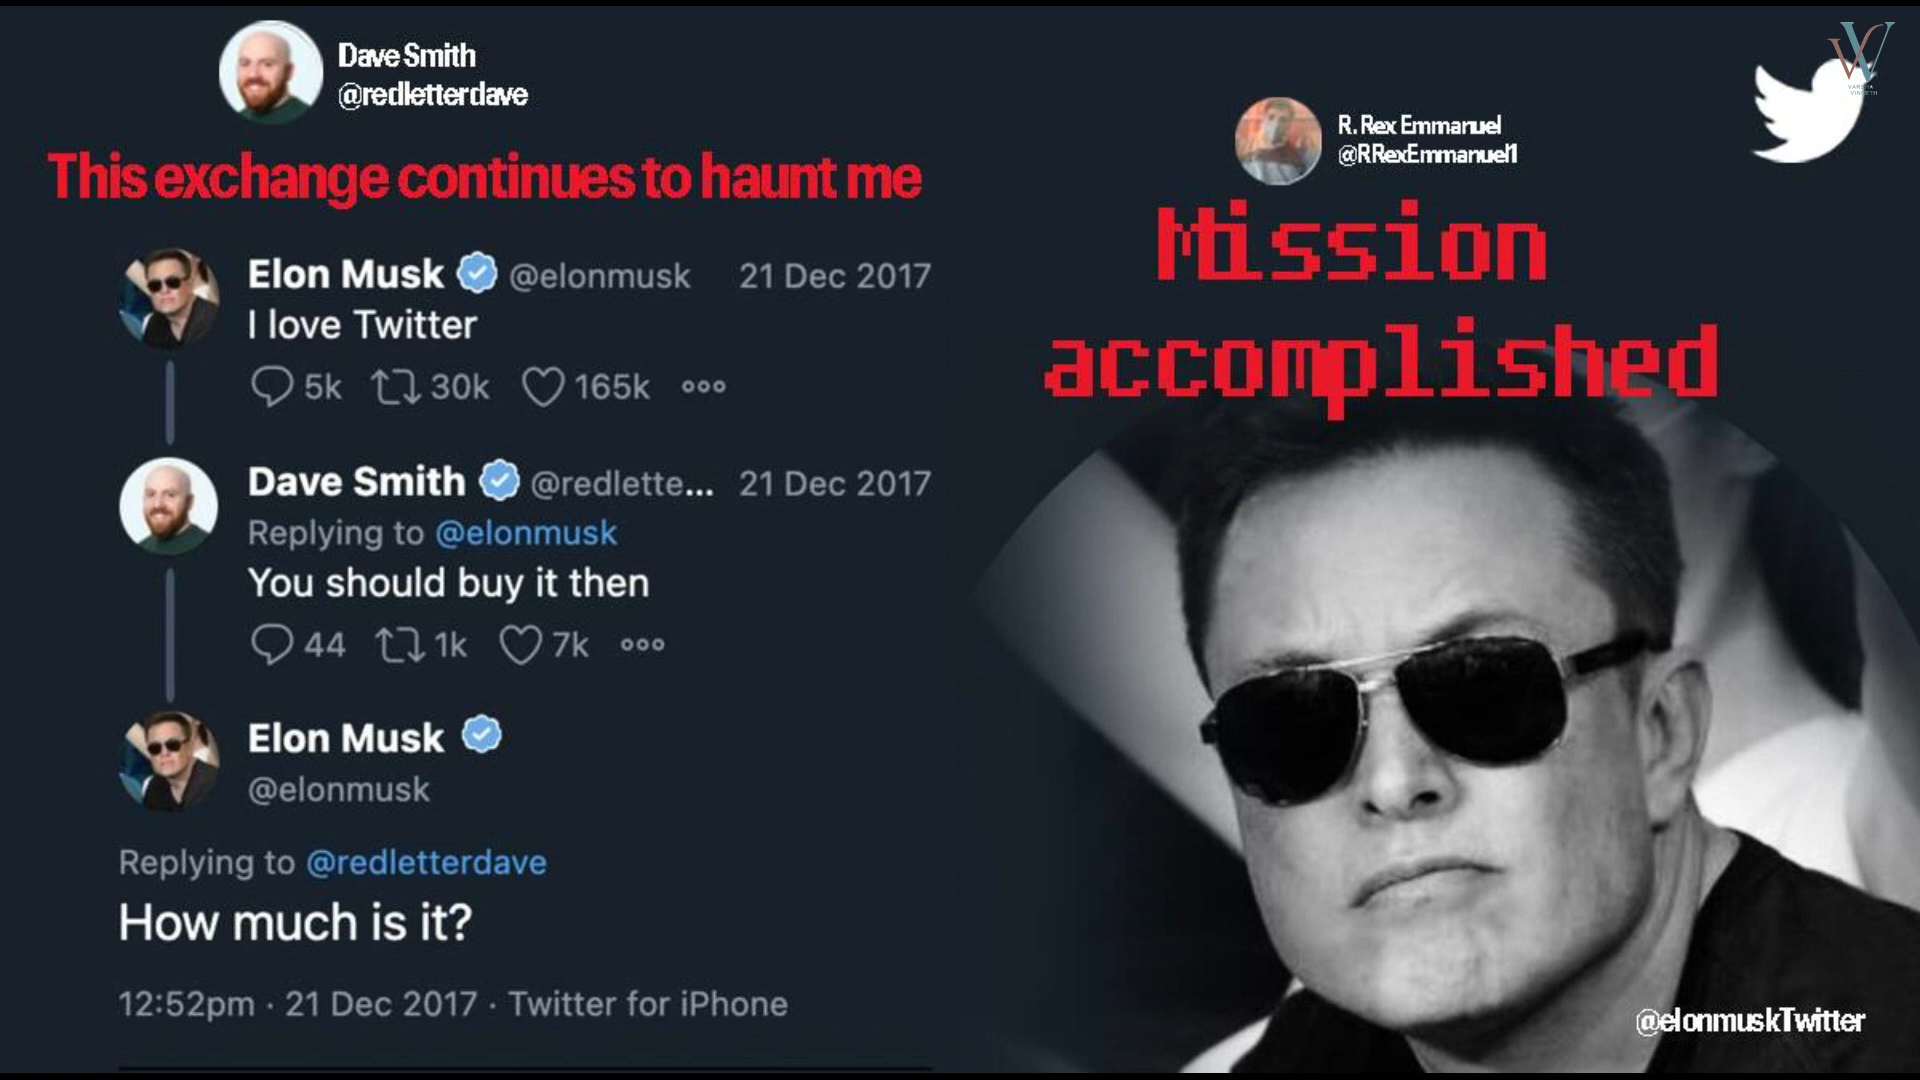 Dave Smith
@redletterdave
This exchange continues to haunt me
Elon Musk @elonmusk 21 Dec 2017
I love Twitter
5k 30k 165k
Dave Smith @redlette... 21 Dec 2017
Replying to @elonmusk
You should buy it then
44 1k 7k
Elon Musk
@elonmusk
Replying to @redletterdave
How much is it?
12:52pm · 21 Dec 2017 · Twitter for iPhone
R. Rex Emmanuel
@RRexEmmanuel1
Mission
accomplished
VARSHA
VINEETH
@elonmuskTwitter